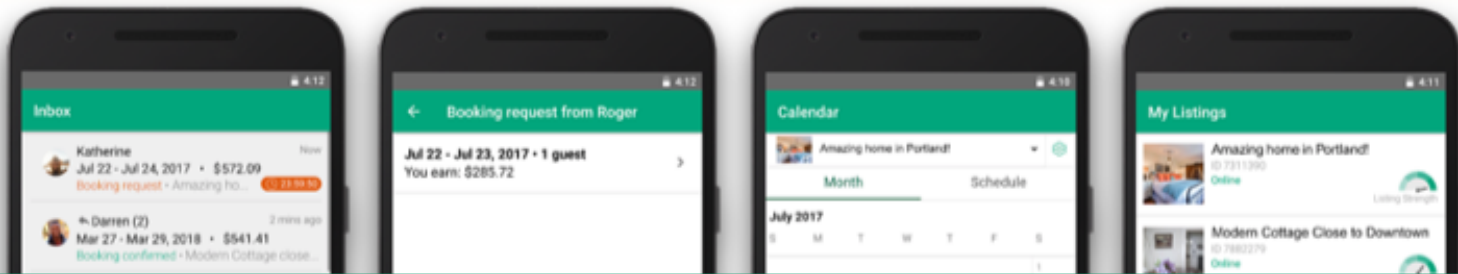 4:12
Inbox
Katherine Now
Jul 22 - Jul 24, 2017 • $572.09
Booking request • Amazing ho... 23:59:50
Darren (2) 2 mins ago
Mar 27 - Mar 29, 2018 • $541.41
Booking confirmed • Modern Cottage close...
4:12
Booking request from Roger
Jul 22 - Jul 23, 2017 • 1 guest
You earn: $285.72
4:10
Calendar
Amazing home in Portland!
Month Schedule
July 2017
S M T W T F S
1
4:11
My Listings
Amazing home in Portland!
ID 7311390
Online
Listing Strength
Modern Cottage Close to Downtown
ID 7882279
Online